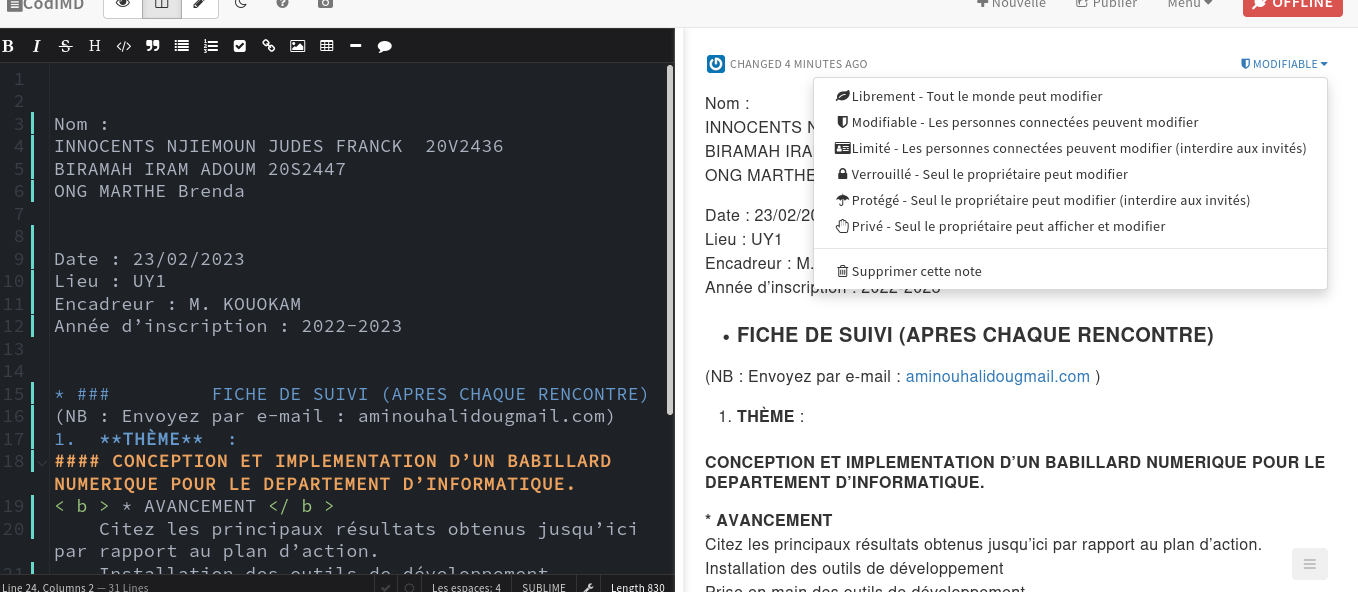 CodiMD
Nouvelle Publier Menu OFFLINE
B I S H </>
CHANGED 4 MINUTES AGO MODIFIABLE
1
2
3 Nom :
4 INNOCENTS NJIEMOUN JUDES FRANCK 20V2436
5 BIRAMAH IRAM ADOUM 20S2447
6 ONG MARTHE Brenda
7
8
9 Date : 23/02/2023
10 Lieu : UY1
11 Encadreur : M. KOUOKAM
12 Année d’inscription : 2022-2023
13
14
15 * ### FICHE DE SUIVI (APRES CHAQUE RENCONTRE)
16 (NB : Envoyez par e-mail : aminouhalidougmail.com)
17 1. **THÈME** :
18 #### CONCEPTION ET IMPLEMENTATION D’UN BABILLARD
NUMERIQUE POUR LE DEPARTEMENT D’INFORMATIQUE.
19 < b > * AVANCEMENT </ b >
20 Citez les principaux résultats obtenus jusqu’ici
par rapport au plan d’action.
21 Installation des outils de développement
Line 24, Columns 2 — 31 Lines Les espaces: 4 SUBLIME Length 830
Nom :
INNOCENTS N
BIRAMAH IRA
ONG MARTHE
Date : 23/02/20
Lieu : UY1
Encadreur : M.
Année d’inscription : 2022-2023
Librement - Tout le monde peut modifier
Modifiable - Les personnes connectées peuvent modifier
Limité - Les personnes connectées peuvent modifier (interdire aux invités)
Verrouillé - Seul le propriétaire peut modifier
Protégé - Seul le propriétaire peut modifier (interdire aux invités)
Privé - Seul le propriétaire peut afficher et modifier
Supprimer cette note
• FICHE DE SUIVI (APRES CHAQUE RENCONTRE)
(NB : Envoyez par e-mail : aminouhalidougmail.com )
1. THÈME :
CONCEPTION ET IMPLEMENTATION D’UN BABILLARD NUMERIQUE POUR LE
DEPARTEMENT D’INFORMATIQUE.
* AVANCEMENT
Citez les principaux résultats obtenus jusqu’ici par rapport au plan d’action.
Installation des outils de développement
Prise en main des outils de développement